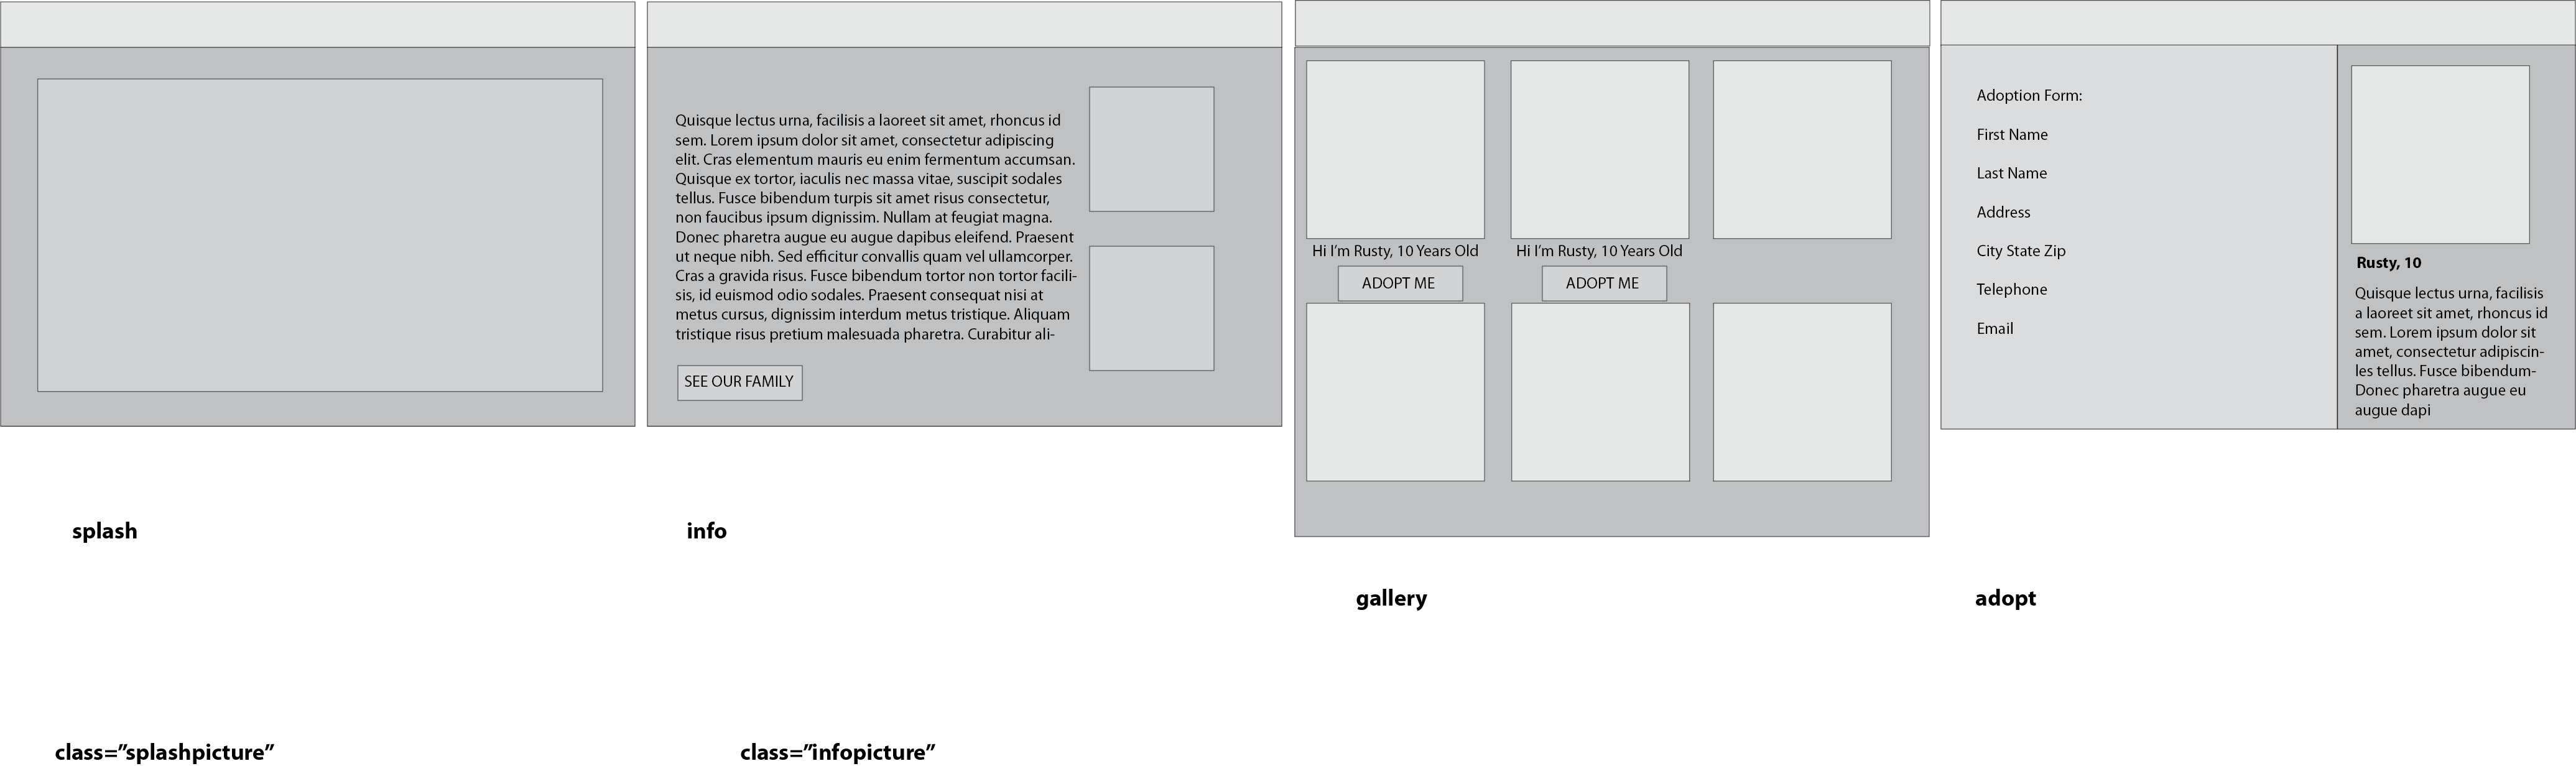 Quisque lectus urna, facilisis a laoreet sit amet, rhoncus id
sem. Lorem ipsum dolor sit amet, consectetur adipiscing
elit. Cras elementum mauris eu enim fermentum accumsan.
Quisque ex tortor, iaculis nec massa vitae, suscipit sodales
tellus. Fusce bibendum turpis sit amet risus consectetur,
non faucibus ipsum dignissim. Nullam at feugiat magna.
Donec pharetra augue eu augue dapibus eleifend. Praesent
ut neque nibh. Sed efficitur convallis quam vel ullamcorper.
Cras a gravida risus. Fusce bibendum tortor non tortor facili-
sis, id euismod odio sodales. Praesent consequat nisi at
metus cursus, dignissim interdum metus tristique. Aliquam
tristique risus pretium malesuada pharetra. Curabitur ali-
SEE OUR FAMILY
Hi I'm Rusty, 10 Years Old
ADOPT ME
Hi I'm Rusty, 10 Years Old
ADOPT ME
Adoption Form:
First Name
Last Name
Address
City State Zip
Telephone
Email
Rusty, 10
Quisque lectus urna, facilisis
a laoreet sit amet, rhoncus id
sem. Lorem ipsum dolor sit
amet, consectetur adipiscin-
les tellus. Fusce bibendum-
Donec pharetra augue eu
augue dapi
splash
info
gallery
adopt
class=”splashpicture”
class=”infopicture”